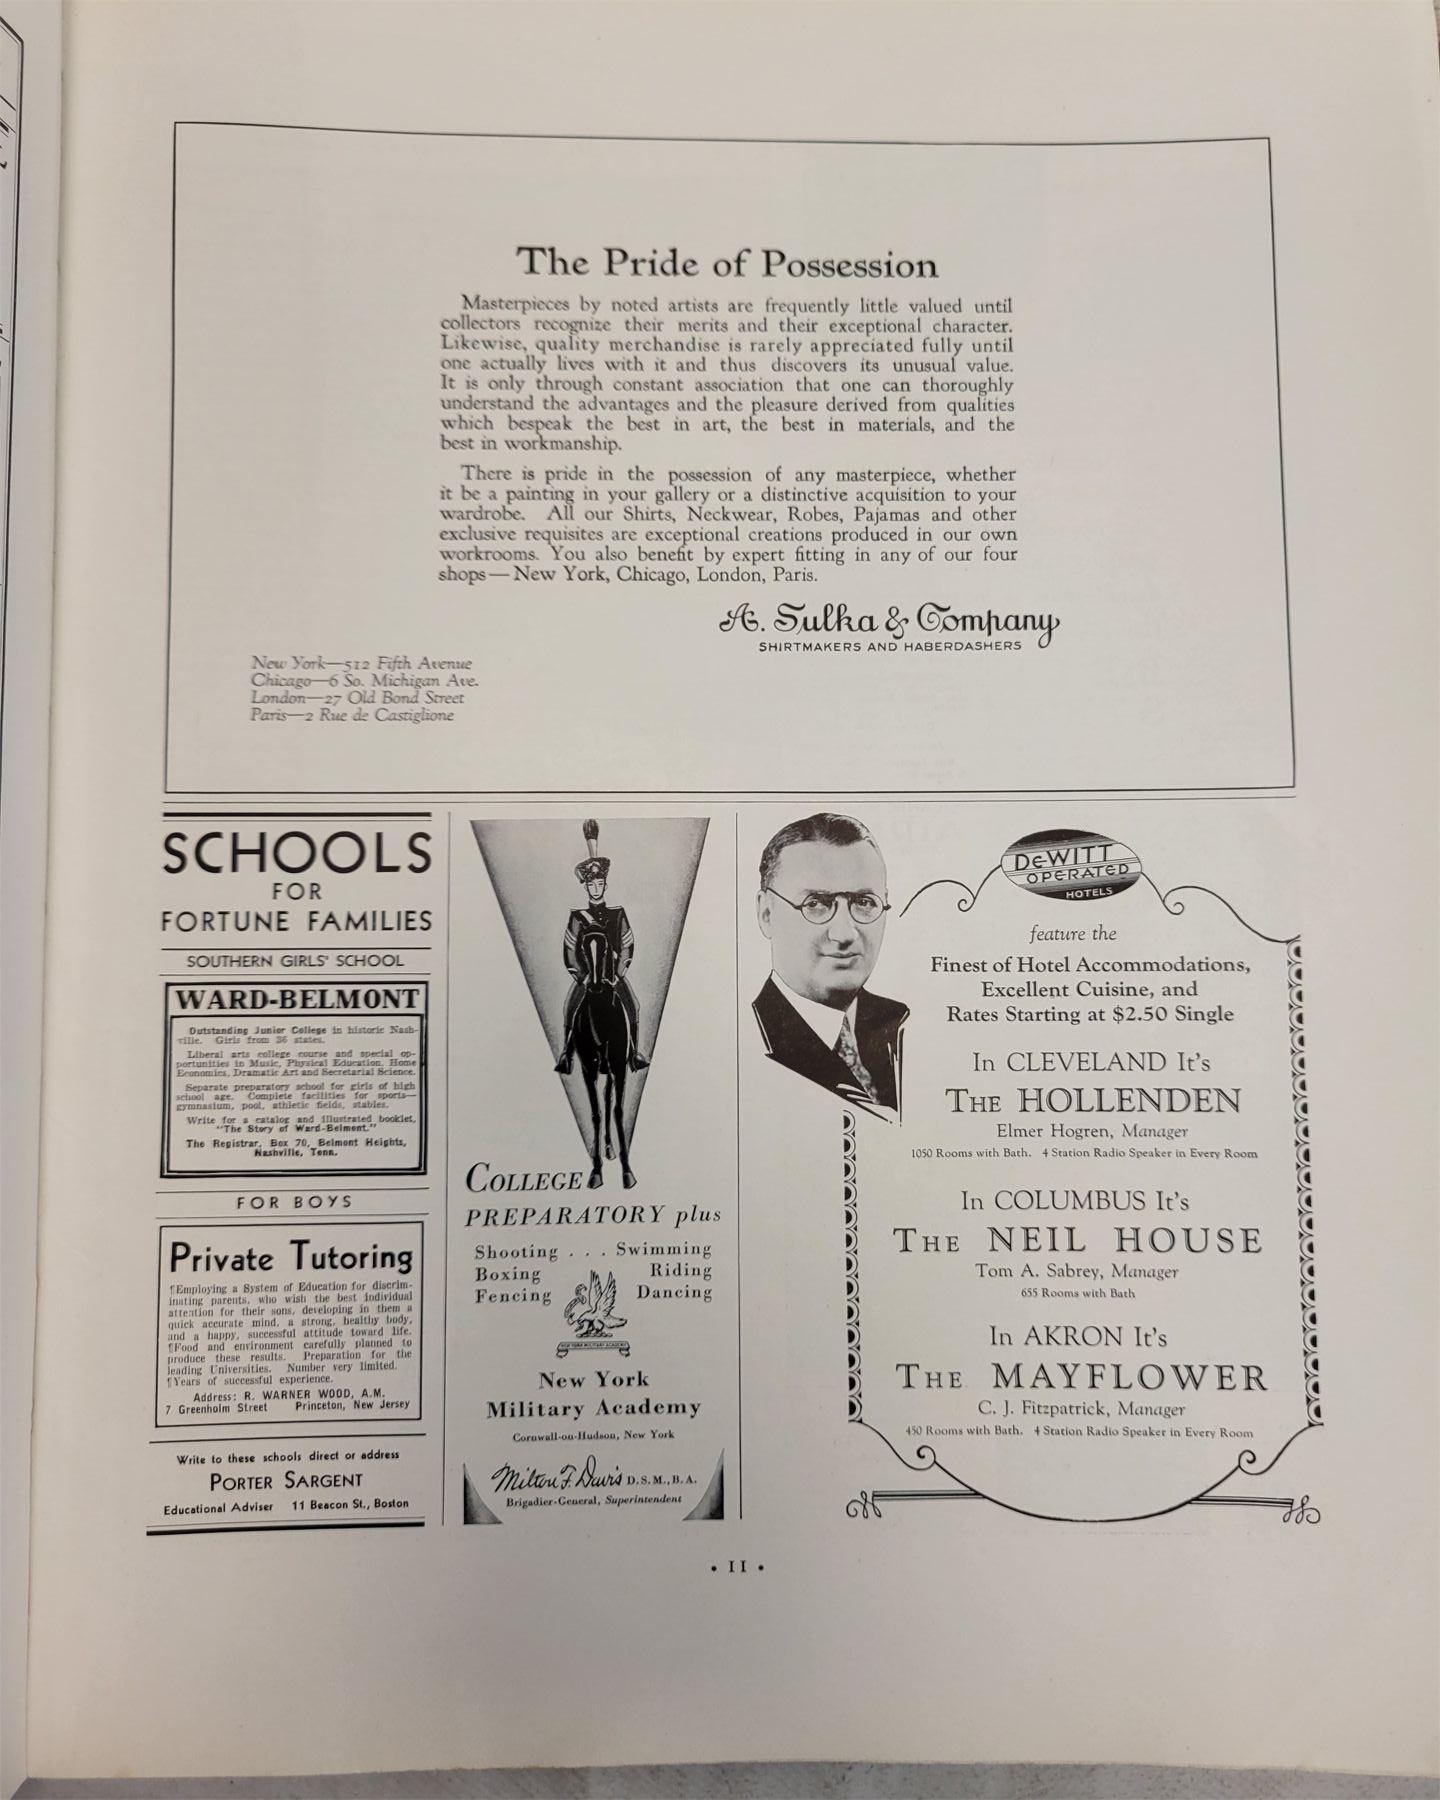 The Pride of Possession
Masterpieces by noted artists are frequently little valued until
collectors recognize their merits and their exceptional character.
Likewise, quality merchandise is rarely appreciated fully until
one actually lives with it and thus discovers its unusual value.
It is only through constant association that one can thoroughly
understand the advantages and the pleasure derived from qualities
which bespeak the best in art, the best in materials, and the
best in workmanship.
There is pride in the possession of any masterpiece, whether
it be a painting in your gallery or a distinctive acquisition to your
wardrobe. All our Shirts, Neckwear, Robes, Pajamas and other
exclusive requisites are exceptional creations produced in our own
workrooms. You also benefit by expert fitting in any of our four
shops—New York, Chicago, London, Paris.
A. Sulka & Company
SHIRTMAKERS AND HABERDASHERS
New York—512 Fifth Avenue
Chicago—6 So. Michigan Ave.
London—27 Old Bond Street
Paris—2 Rue de Castiglione
SCHOOLS
FOR
FORTUNE FAMILIES
SOUTHERN GIRLS' SCHOOL
WARD-BELMONT
Outstanding Junior College in historic Nash-
ville. Girls from 36 states.
Liberal arts college course and special op-
portunities in Music, Physical Education, Home
Economics, Dramatic Art and Secretarial Science.
Separate preparatory school for girls of high
school age. Complete facilities for sports—
gymnasium, pool, athletic fields, stables.
Write for a catalog and illustrated booklet,
"The Story of Ward-Belmont."
The Registrar, Box 70, Belmont Heights,
Nashville, Tenn.
FOR BOYS
Private Tutoring
¶Employing a System of Education for discrim-
inating parents, who wish the best individual
attention for their sons, developing in them a
quick accurate mind, a strong, healthy body,
and a happy, successful attitude toward life.
¶Food and environment carefully planned to
produce these results. Preparation for the
leading Universities. Number very limited.
¶Years of successful experience.
Address: R. WARNER WOOD, A.M.
7 Greenholm Street Princeton, New Jersey
Write to these schools direct or address
PORTER SARGENT
Educational Adviser 11 Beacon St., Boston
COLLEGE
PREPARATORY plus
Shooting . . . Swimming
Boxing Riding
Fencing Dancing
NEW YORK MILITARY ACADEMY
New York
Military Academy
Cornwall-on-Hudson, New York
Milton F. Davis D.S.M., B.A.
Brigadier-General, Superintendent
DeWITT
OPERATED
HOTELS
feature the
Finest of Hotel Accommodations,
Excellent Cuisine, and
Rates Starting at $2.50 Single
In CLEVELAND It's
THE HOLLENDEN
Elmer Hogren, Manager
1050 Rooms with Bath. 4 Station Radio Speaker in Every Room
In COLUMBUS It's
THE NEIL HOUSE
Tom A. Sabrey, Manager
655 Rooms with Bath
In AKRON It's
THE MAYFLOWER
C. J. Fitzpatrick, Manager
450 Rooms with Bath. 4 Station Radio Speaker in Every Room
• 11 •